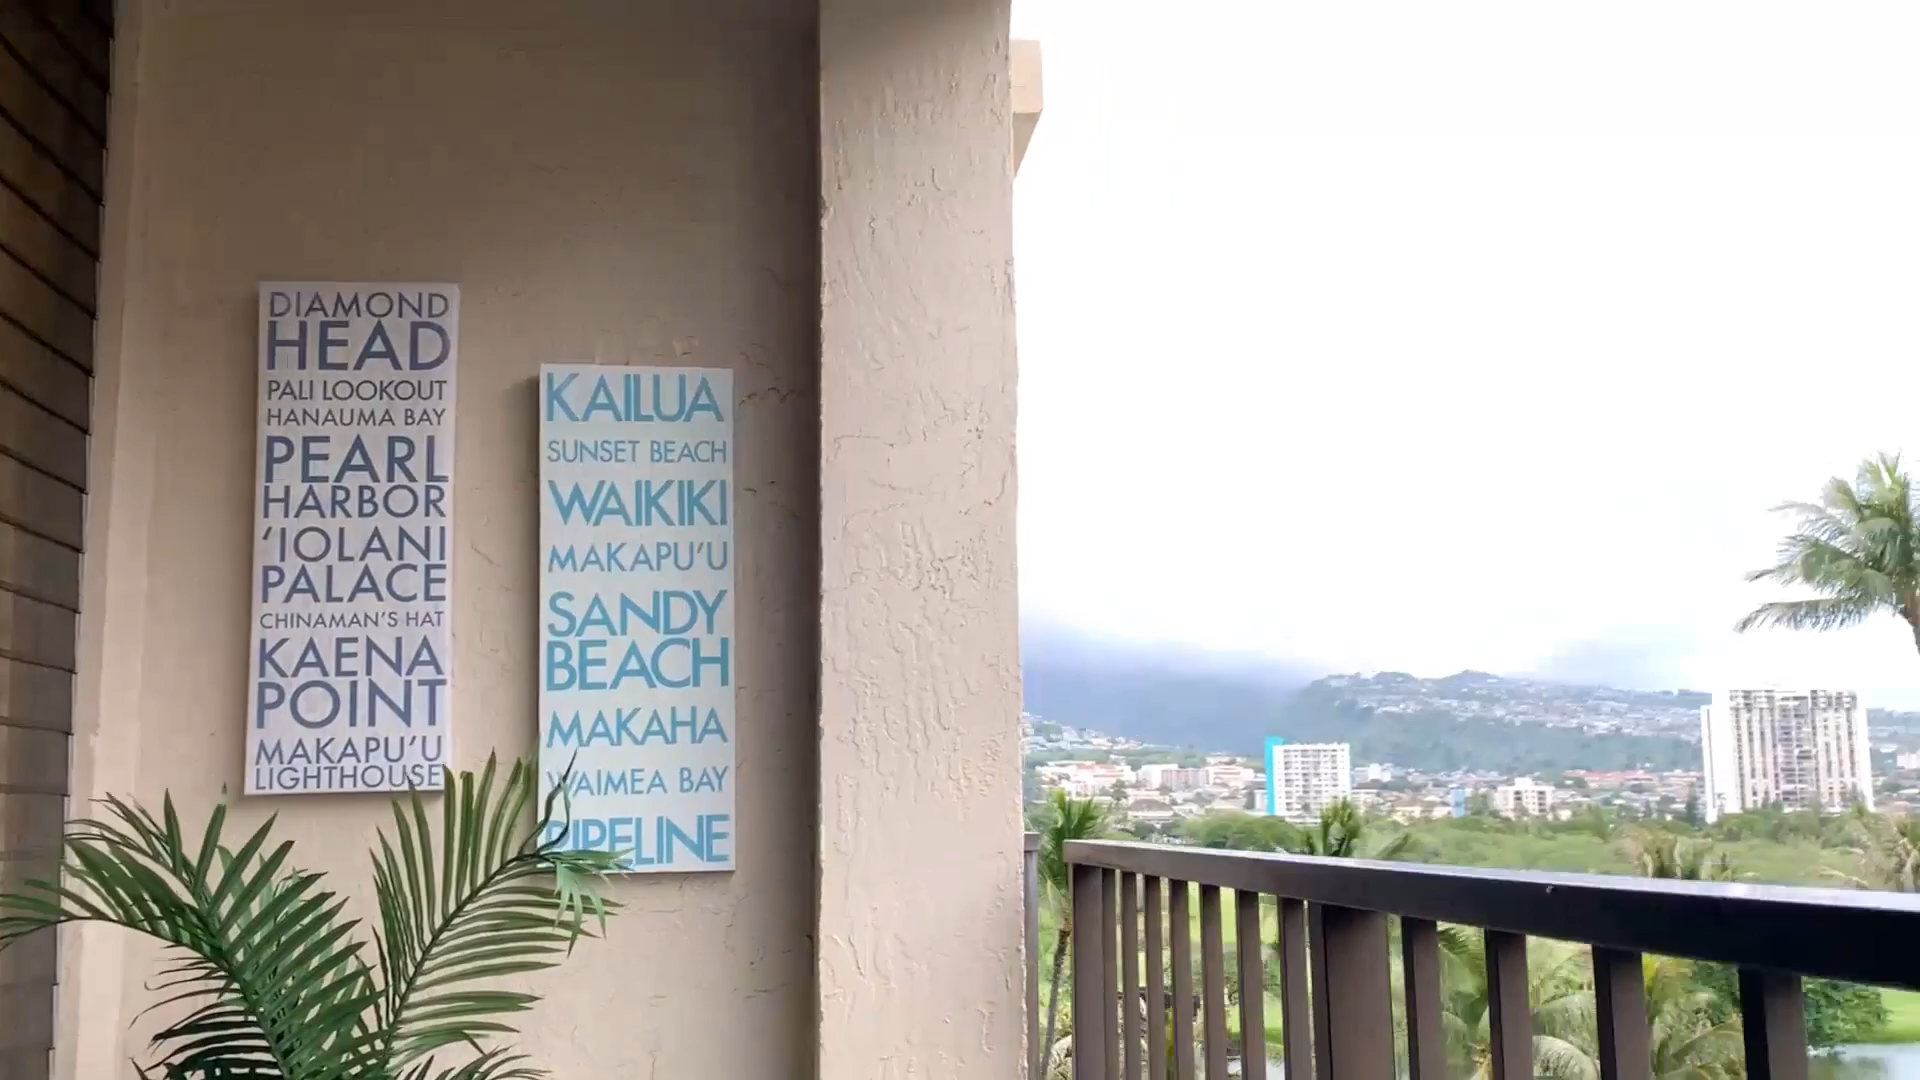 DIAMOND
HEAD
PALI LOOKOUT
HANAUMA BAY
PEARL
HARBOR
‘IOLANI
PALACE
CHINAMAN’S HAT
KAENA
POINT
MAKAPU’U
LIGHTHOUSE
KAILUA
SUNSET BEACH
WAIKIKI
MAKAPU’U
SANDY
BEACH
MAKAHA
WAIMEA BAY
PIPELINE